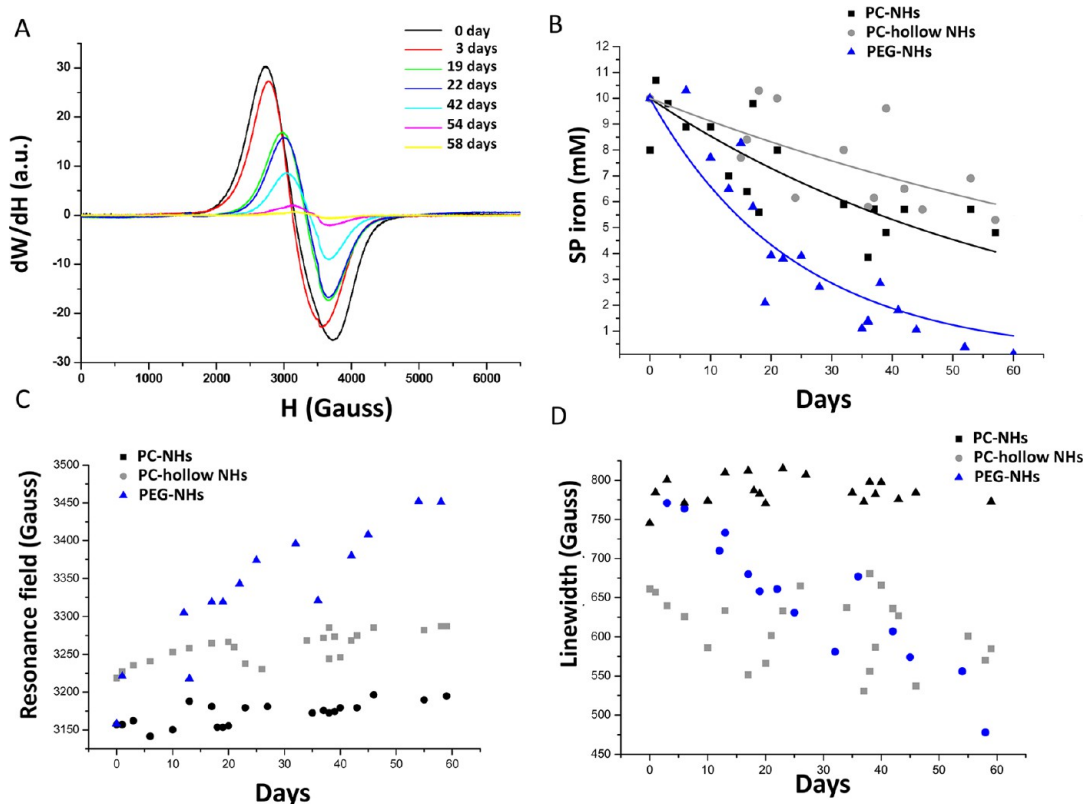 A
0 day
3 days
19 days
22 days
42 days
54 days
58 days
30
20
10
0
-10
-20
-30
0
1000
2000
3000
4000
5000
6000
dW/dH (a.u.)
H (Gauss)
B
PC-NHs
PC-hollow NHs
PEG-NHs
12
11
10
9
8
7
6
5
4
3
2
1
0
10
20
30
40
50
60
SP iron (mM)
Days
C
PC-NHs
PC-hollow NHs
PEG-NHs
3500
3450
3400
3350
3300
3250
3200
3150
0
10
20
30
40
50
60
Resonance field (Gauss)
Days
D
PC-NHs
PC-hollow NHs
PEG-NHs
800
750
700
650
600
550
500
450
0
10
20
30
40
50
60
Linewidth (Gauss)
Days